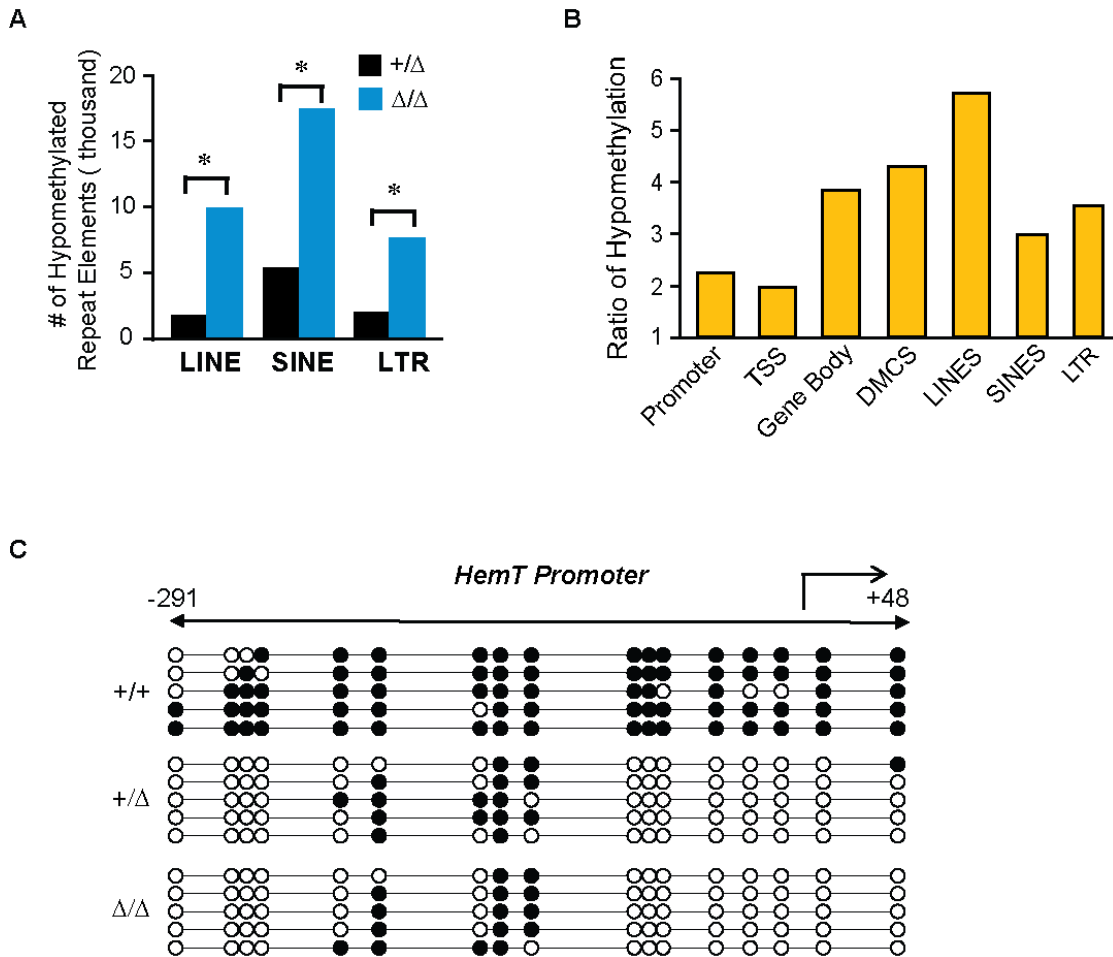 A
# of Hypomethylated
Repeat Elements ( thousand)
20
15
10
5
0
+/Δ
Δ/Δ
*
*
*
LINE SINE LTR
B
Ratio of Hypomethylation
6
5
4
3
2
1
Promoter
TSS
Gene Body
DMCS
LINES
SINES
LTR
C
HemT Promoter
-291
+48
+/+
+/Δ
Δ/Δ